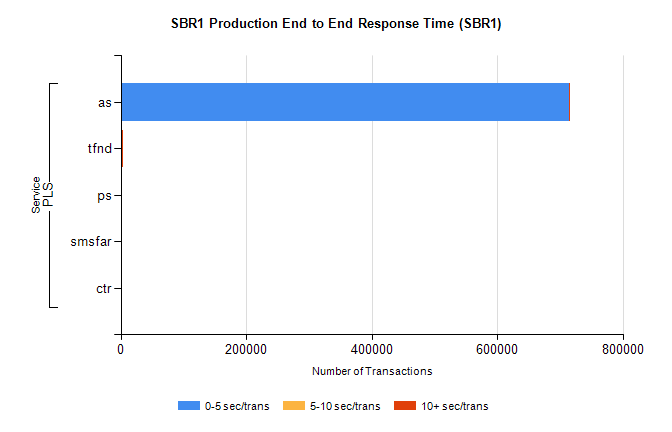 SBR1 Production End to End Response Time (SBR1)
Service
PLS
as
tfnd
ps
smsfar
ctr
0 200000 400000 600000 800000
Number of Transactions
0-5 sec/trans 5-10 sec/trans 10+ sec/trans